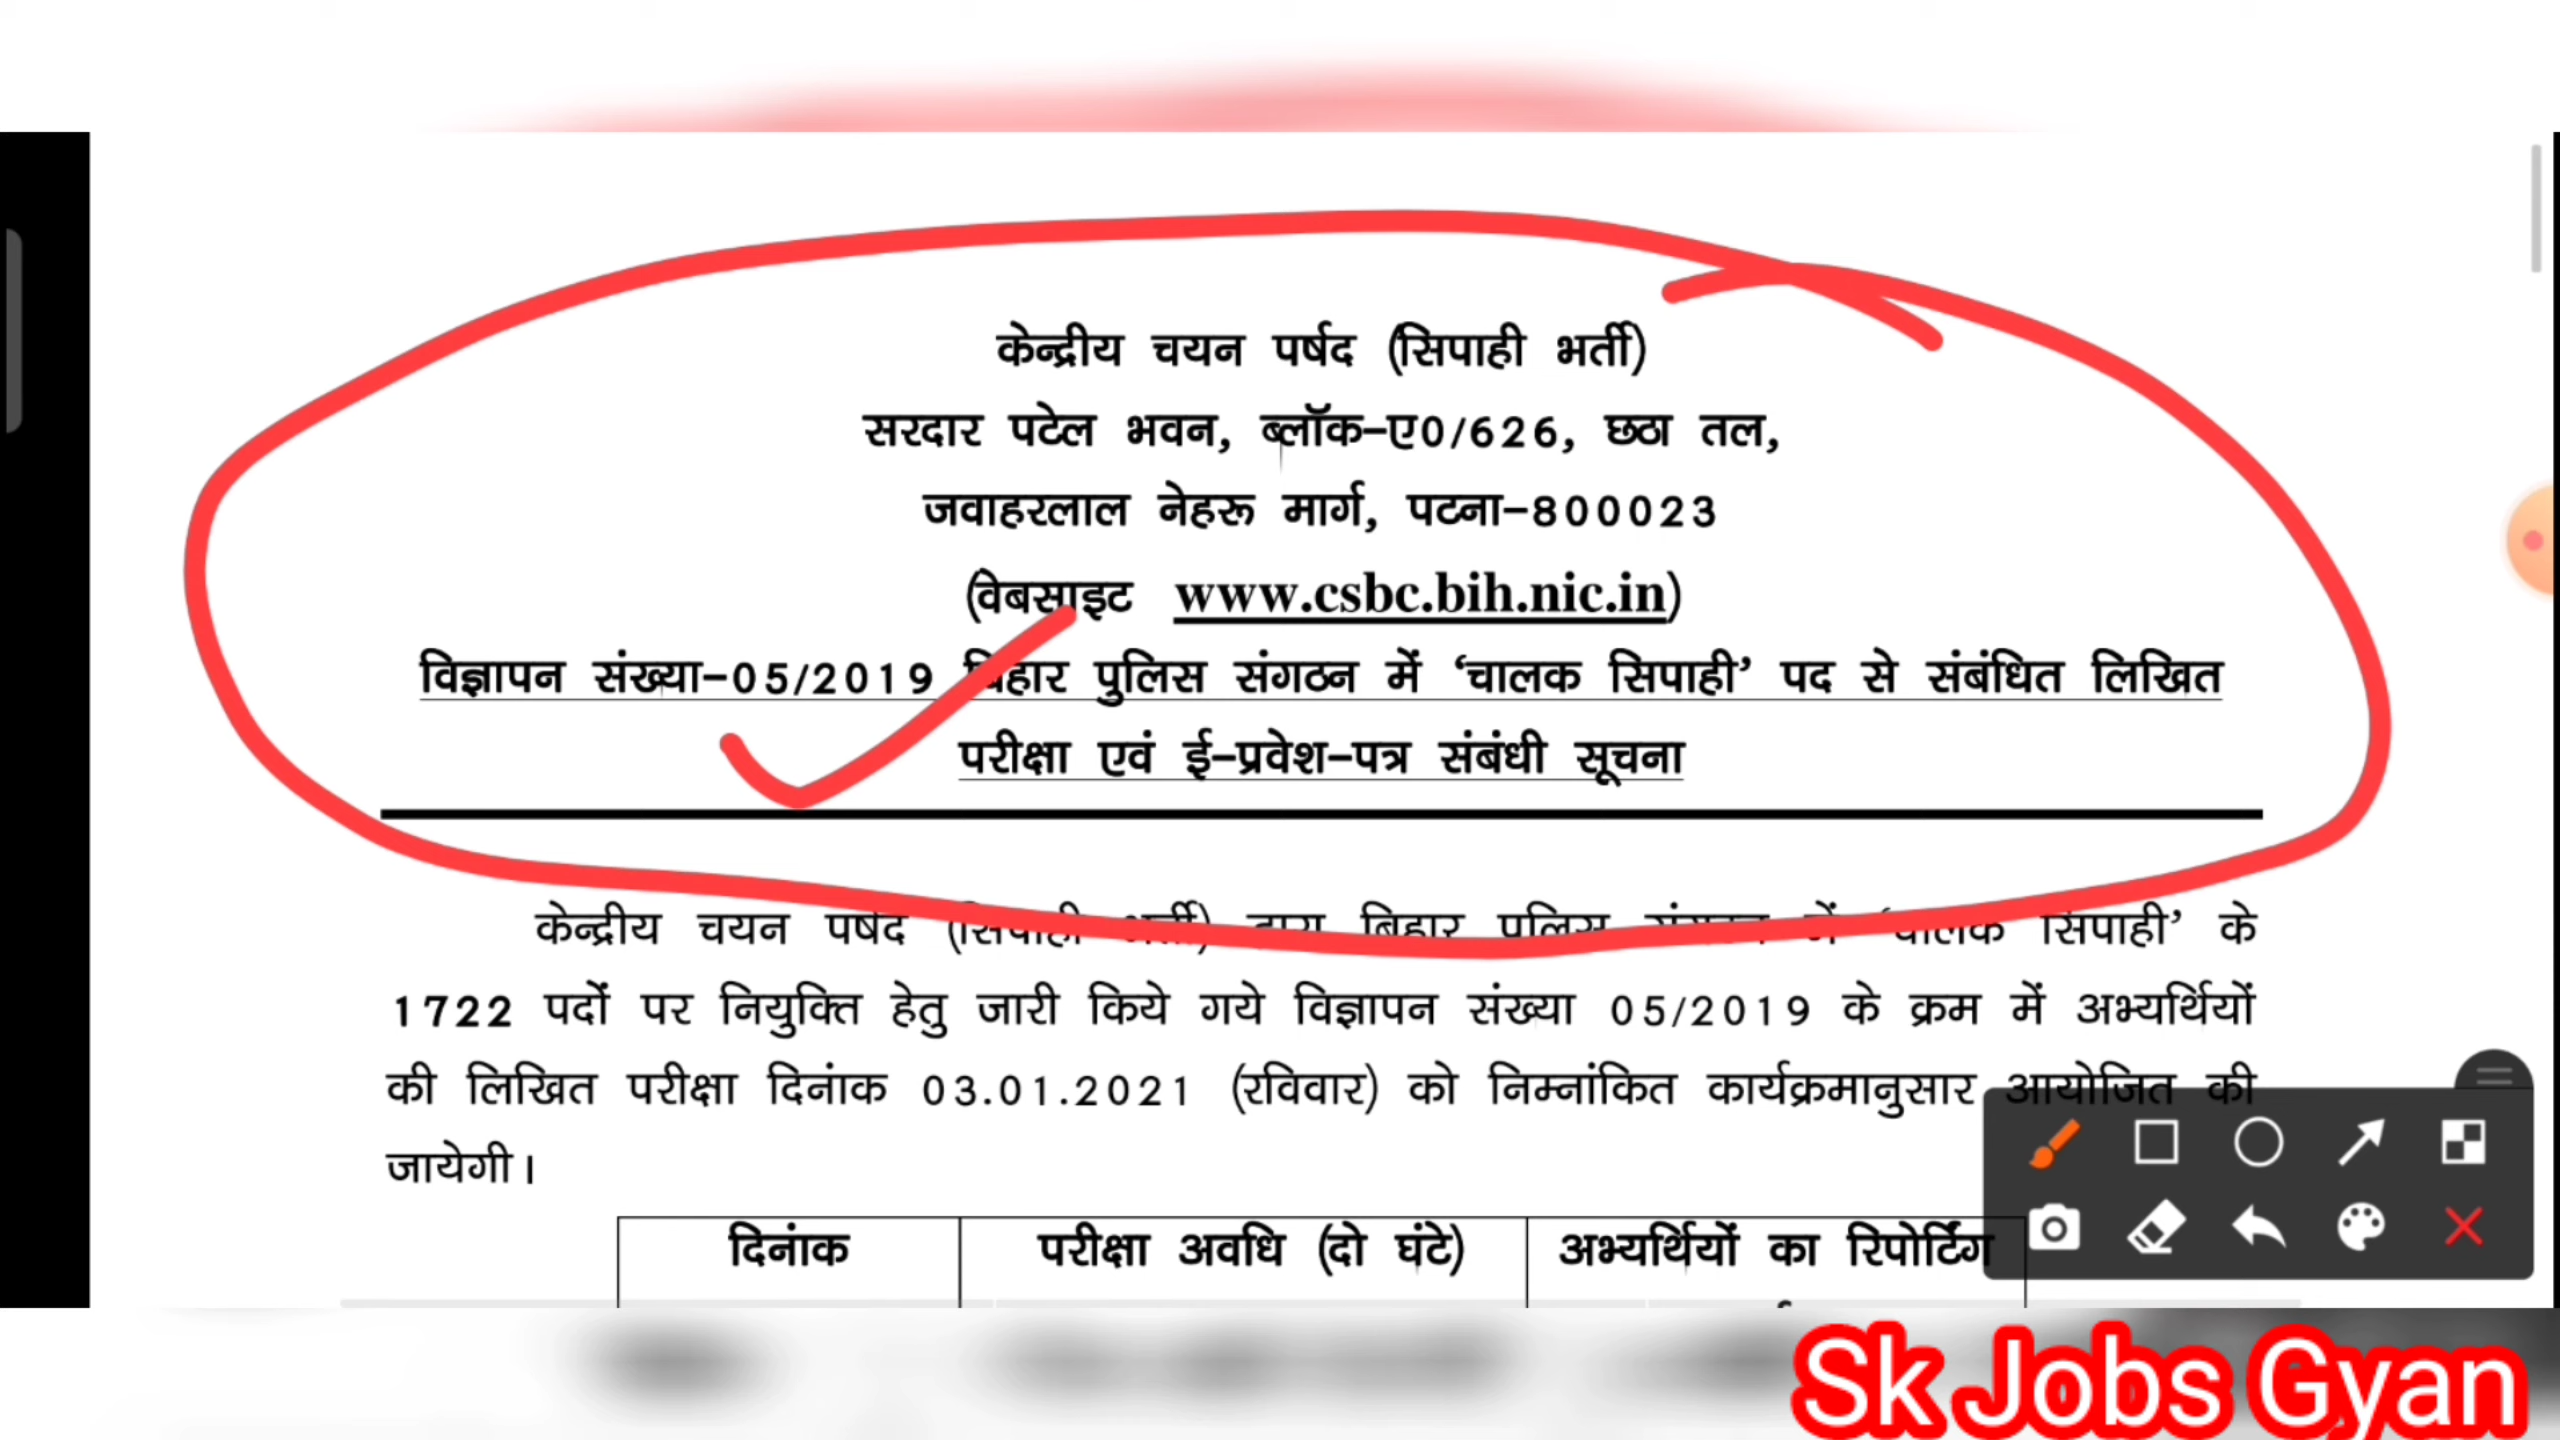 केन्द्रीय चयन पर्षद (सिपाही भर्ती)
सरदार पटेल भवन, ब्लॉक-ए0/626, छठा तल,
जवाहरलाल नेहरू मार्ग, पटना-800023
(वेबसाइट www.csbc.bih.nic.in)
विज्ञापन संख्या-05/2019 बिहार पुलिस संगठन में ‘चालक सिपाही’ पद से संबंधित लिखित
परीक्षा एवं ई-प्रवेश-पत्र संबंधी सूचना
केन्द्रीय चयन पर्षद (सिपाही भर्ती) द्वारा बिहार पुलिस संगठन में ‘चालक सिपाही’ के
1722 पदों पर नियुक्ति हेतु जारी किये गये विज्ञापन संख्या 05/2019 के क्रम में अभ्यर्थियों
की लिखित परीक्षा दिनांक 03.01.2021 (रविवार) को निम्नांकित कार्यक्रमानुसार आयोजित की
जायेगी।
दिनांक परीक्षा अवधि (दो घंटे) अभ्यर्थियों का रिपोर्टिंग
Sk Jobs Gyan